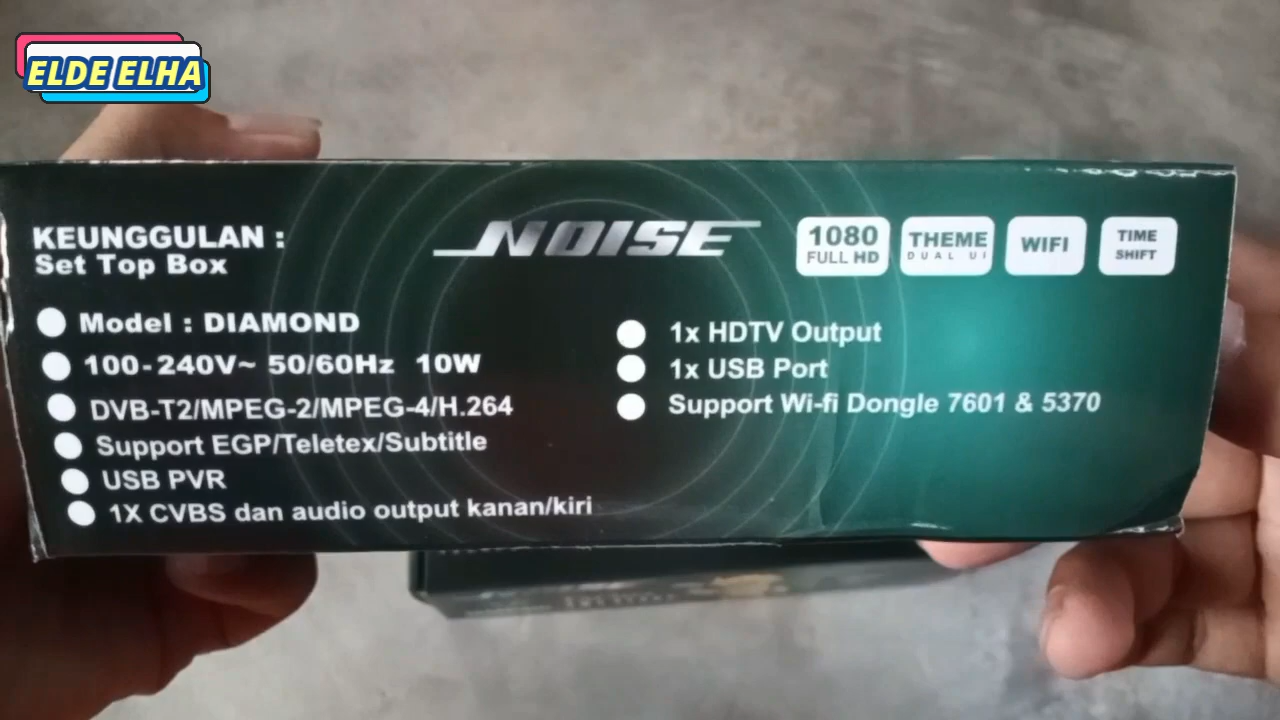 ELDE ELHA
KEUNGGULAN :
Set Top Box
NOISE
1080
FULL HD
THEME
DUAL UI
WIFI
TIME
SHIFT
Model : DIAMOND
100-240V~ 50/60Hz 10W
DVB-T2/MPEG-2/MPEG-4/H.264
Support EGP/Teletex/Subtitle
USB PVR
1X CVBS dan audio output kanan/kiri
1x HDTV Output
1x USB Port
Support Wi-fi Dongle 7601 & 5370